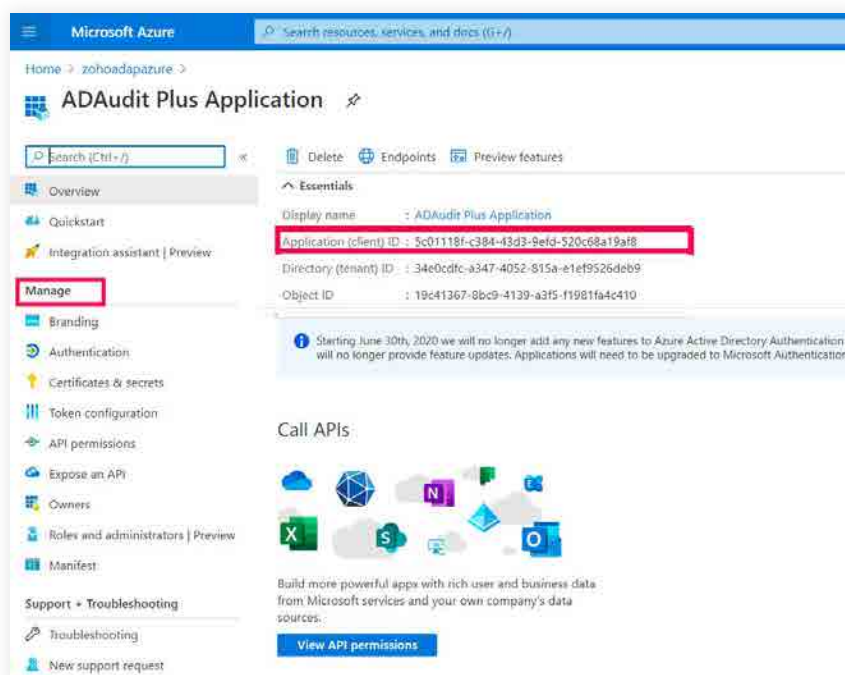 Microsoft Azure
Search resources, services, and docs (G+/)
Home > zohoadapazure >
ADAudit Plus Application
Search (Ctrl+/)
«
Delete
Endpoints
Preview features
Overview
Essentials
Quickstart
Display name : ADAudit Plus Application
Integration assistant | Preview
Application (client) ID : 5c01118f-c384-43d3-9efd-520c68a19af8
Directory (tenant) ID : 34e0cdfc-a347-4052-815a-e1ef9526deb9
Manage
Object ID : 19c41367-8bc9-4139-a3f5-f1981fa4c410
Branding
Starting June 30th, 2020 we will no longer add any new features to Azure Active Directory Authentication
will no longer provide feature updates. Applications will need to be upgraded to Microsoft Authentication
Authentication
Certificates & secrets
Token configuration
API permissions
Expose an API
Owners
Roles and administrators | Preview
Manifest
Support + Troubleshooting
Troubleshooting
New support request
Call APIs
N
E
X
S
O
Build more powerful apps with rich user and business data
from Microsoft services and your own company's data
sources.
View API permissions